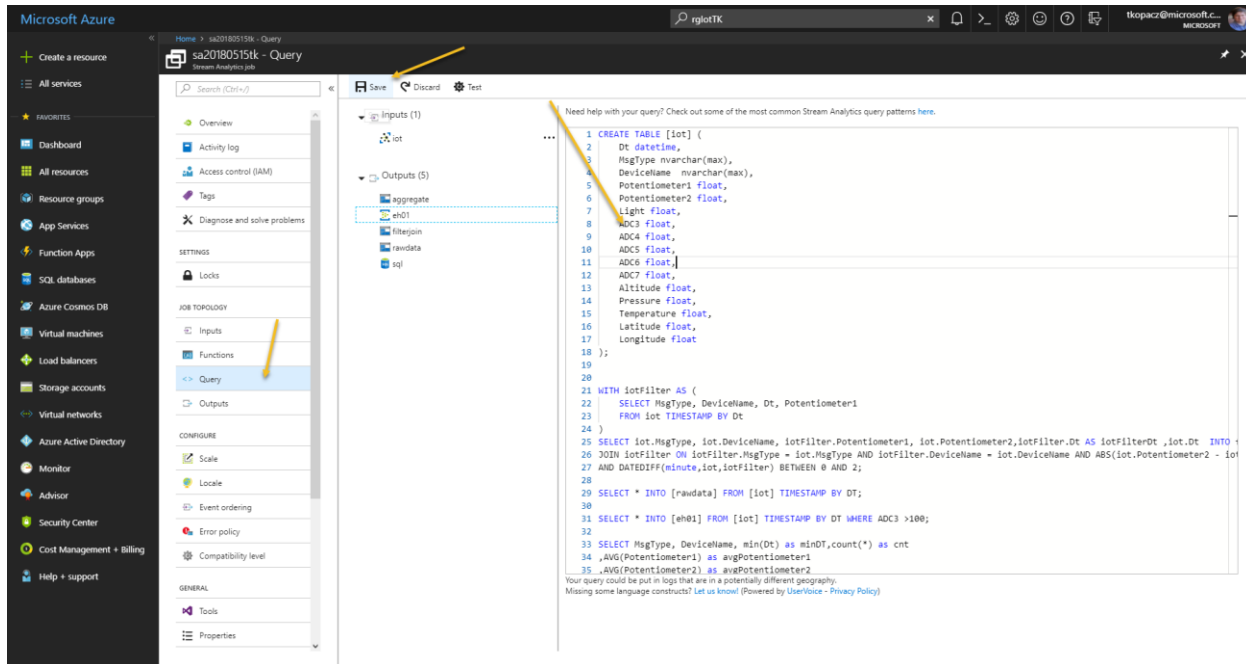 Microsoft Azure
rglotTK
tkopacz@microsoft.c...
MICROSOFT
Create a resource
All services
FAVORITES
Dashboard
All resources
Resource groups
App Services
Function Apps
SQL databases
Azure Cosmos DB
Virtual machines
Load balancers
Storage accounts
Virtual networks
Azure Active Directory
Monitor
Advisor
Security Center
Cost Management + Billing
Help + support
Home > sa20180515tk - Query
sa20180515tk - Query
Stream Analytics job
Search (Ctrl+/)
Overview
Activity log
Access control (IAM)
Tags
Diagnose and solve problems
SETTINGS
Locks
JOB TOPOLOGY
Inputs
Functions
<> Query
Outputs
CONFIGURE
Scale
Locale
Event ordering
Error policy
Compatibility level
GENERAL
Tools
Properties
Save Discard Test
Inputs (1)
iot ...
Outputs (5)
aggregate
eh01
filterjoin
rawdata
sql
Need help with your query? Check out some of the most common Stream Analytics query patterns here.
1 CREATE TABLE [iot] (
2 Dt datetime,
3 MsgType nvarchar(max),
4 DeviceName nvarchar(max),
5 Potentiometer1 float,
6 Potentiometer2 float,
7 Light float,
8 ADC3 float,
9 ADC4 float,
10 ADC5 float,
11 ADC6 float,
12 ADC7 float,
13 Altitude float,
14 Pressure float,
15 Temperature float,
16 Latitude float,
17 Longitude float
18 );
19
20
21 WITH iotFilter AS (
22 SELECT MsgType, DeviceName, Dt, Potentiometer1
23 FROM iot TIMESTAMP BY Dt
24 )
25 SELECT iot.MsgType, iot.DeviceName, iotFilter.Potentiometer1, iot.Potentiometer2,iotFilter.Dt AS iotFilterDt ,iot.Dt INTO
26 JOIN iotFilter ON iotFilter.MsgType = iot.MsgType AND iotFilter.DeviceName = iot.DeviceName AND ABS(iot.Potentiometer2 - iot
27 AND DATEDIFF(minute,iot,iotFilter) BETWEEN 0 AND 2;
28
29 SELECT * INTO [rawdata] FROM [iot] TIMESTAMP BY DT;
30
31 SELECT * INTO [eh01] FROM [iot] TIMESTAMP BY DT WHERE ADC3 >100;
32
33 SELECT MsgType, DeviceName, min(Dt) as minDT,count(*) as cnt
34 ,AVG(Potentiometer1) as avgPotentiometer1
35 ,AVG(Potentiometer2) as avgPotentiometer2
Your query could be put in logs that are in a potentially different geography.
Missing some language constructs? Let us know! (Powered by UserVoice - Privacy Policy)